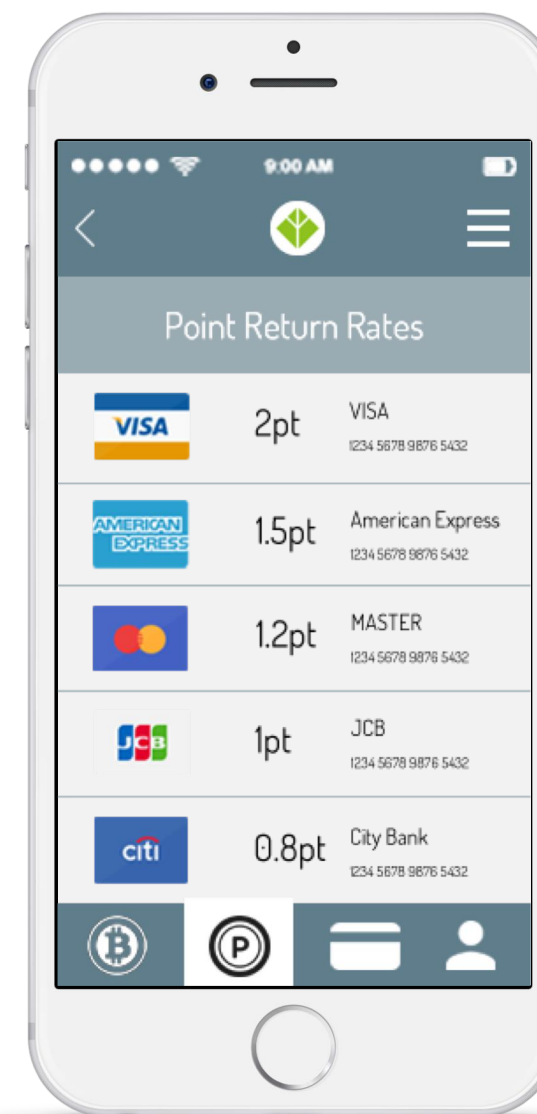 9:00 AM
Point Return Rates
VISA
2pt
VISA
1234 5678 9876 5432
AMERICAN
EXPRESS
1.5pt
American Express
1234 5678 9876 5432
1.2pt
MASTER
1234 5678 9876 5432
JCB
1pt
JCB
1234 5678 9876 5432
citi
0.8pt
City Bank
1234 5678 9876 5432
B
P